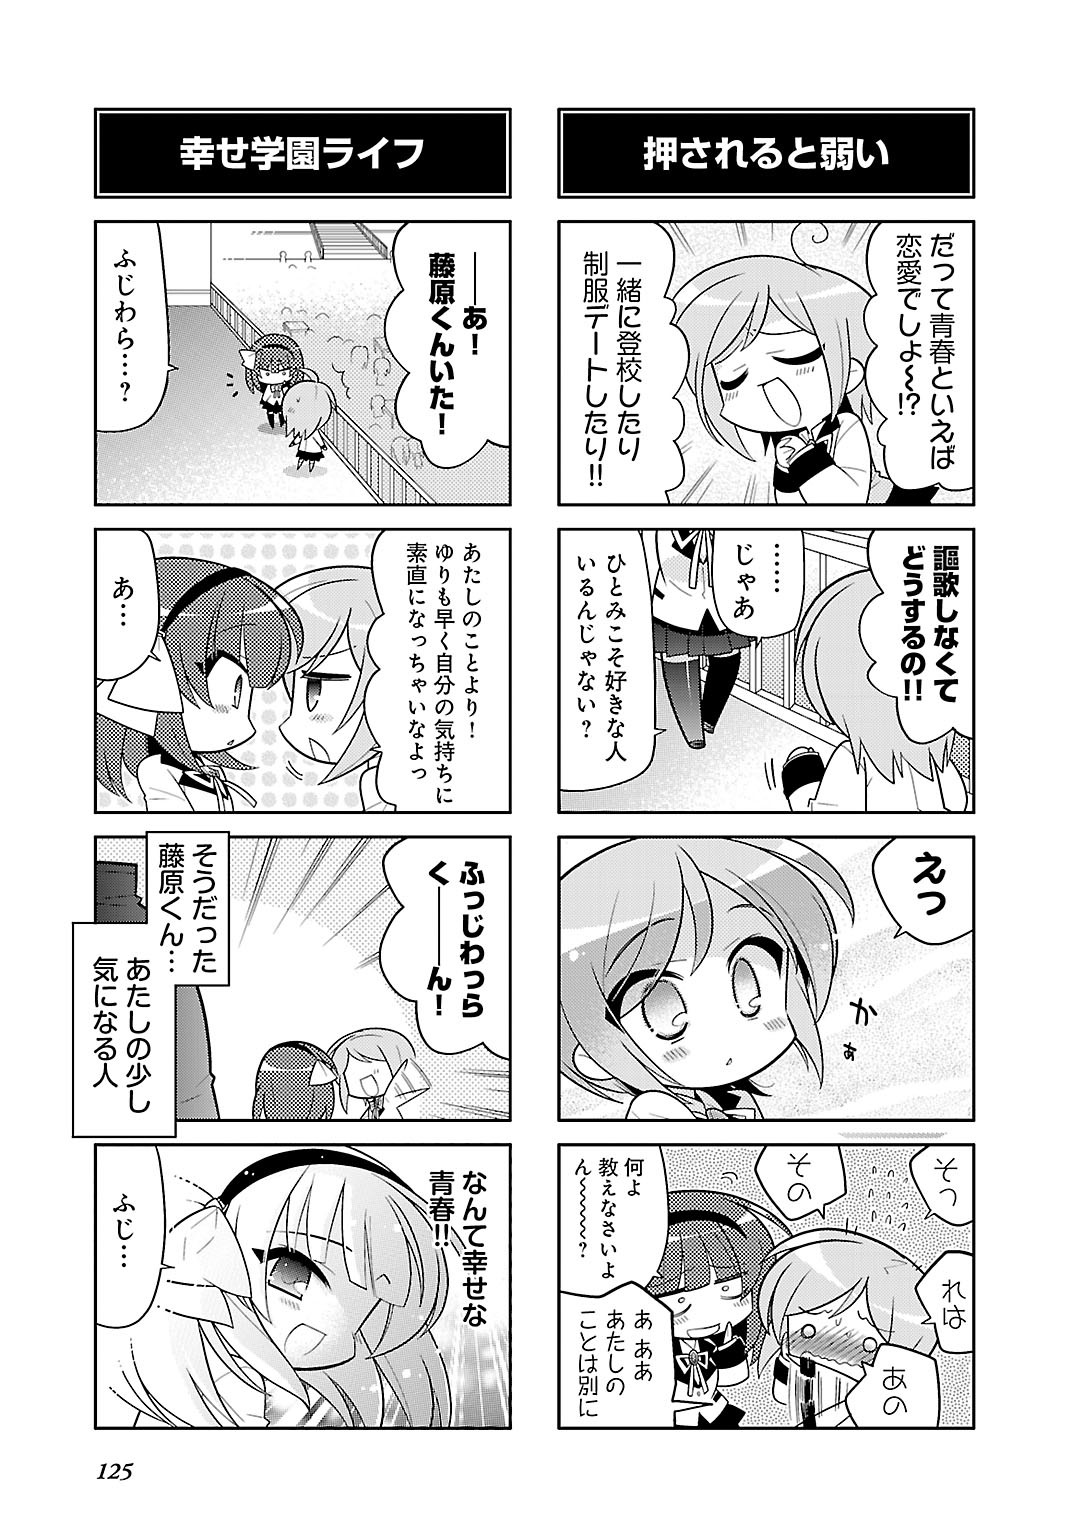 押されると弱い
だって青春といえば
恋愛でしょ〜!?
一緒に登校したり
制服デートしたり!!
謳歌しなくて
どうするの!!
……
じゃあ
ひとみこそ好きな人
いるんじゃない?
えっ
かぁ
そっ
れは
その
あの
何よ
教えなさいよ
ん〜〜〜〜?
あ ああ
あたしの
ことは別に
幸せ学園ライフ
――あ!
藤原くんいた!
ふじわら…?
あたしのことより!
ゆりも早く自分の気持ちに
素直になっちゃいなよっ
あ…
ふっじわっら
く――ん!
そうだった
藤原くん…
あたしの少し
気になる人
なんて幸せな
青春!!
ふじ…
125